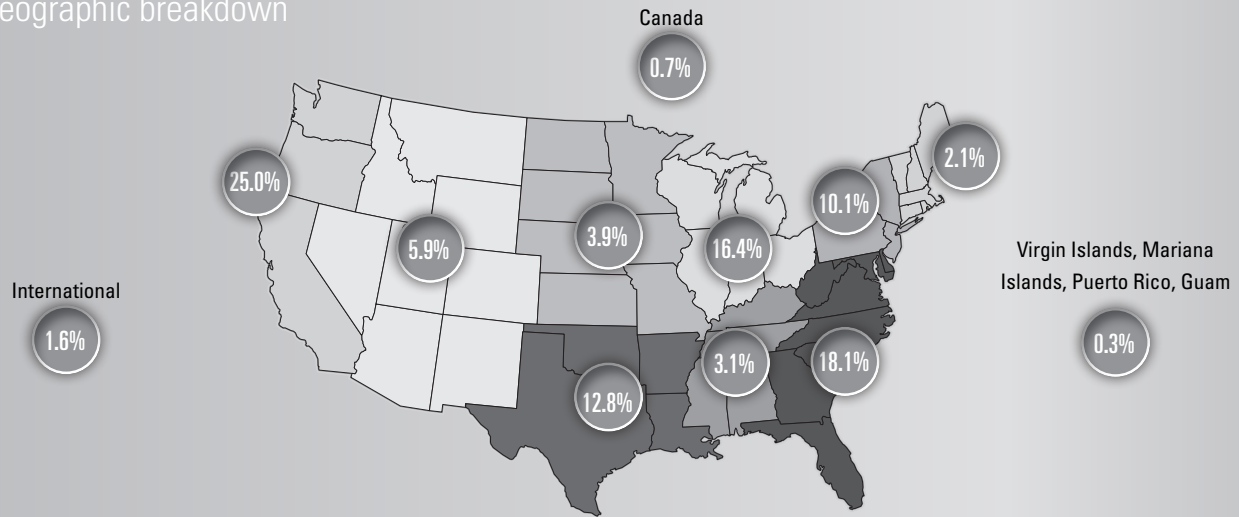 eographic breakdown
Canada
0.7%
2.1%
25.0%
10.1%
3.9%
5.9%
16.4%
Virgin Islands, Mariana
Islands, Puerto Rico, Guam
International
1.6%
0.3%
3.1%
18.1%
12.8%